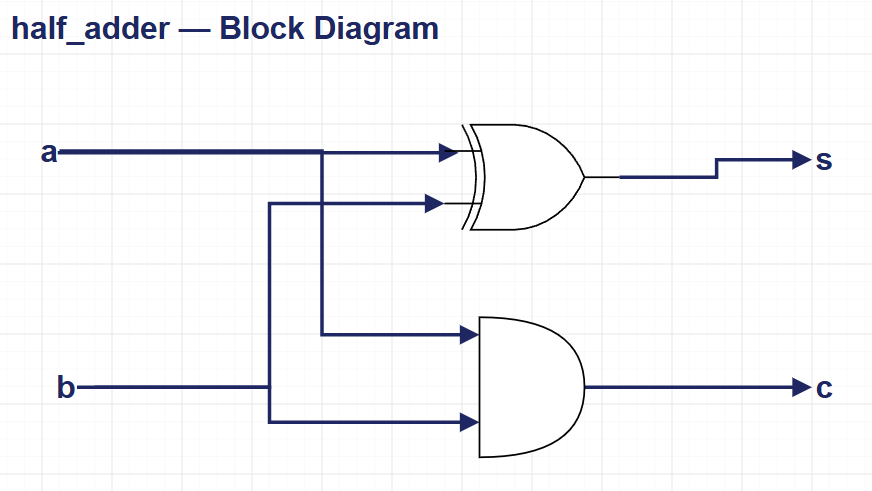 half_adder — Block Diagram
a
s
b
c